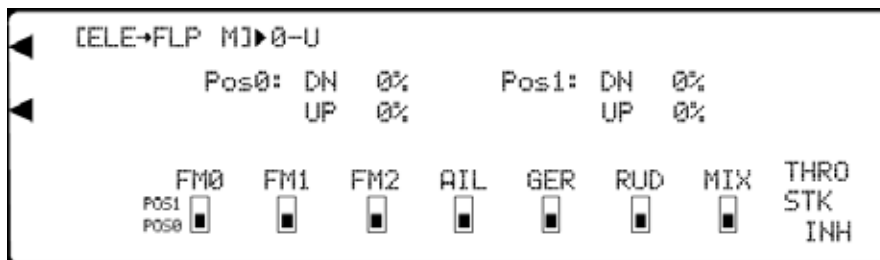 [ELE→FLP M]▶0-U
Pos0: DN 0% Pos1: DN 0%
UP 0% UP 0%
FM0 FM1 FM2 AIL GER RUD MIX THRO
POS1 STK
POS0 INH